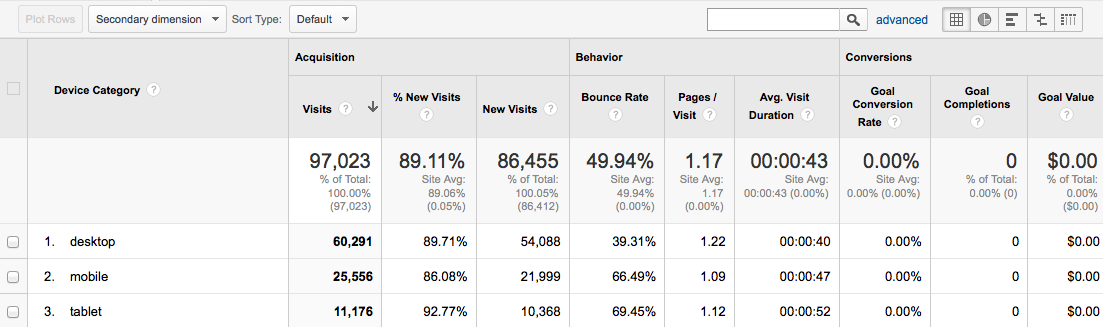 Plot Rows Secondary dimension Sort Type: Default advanced
Acquisition Behavior Conversions
Device Category ? Visits ? % New Visits ? New Visits ? Bounce Rate ? Pages / Visit ? Avg. Visit Duration ? Goal Conversion Rate ? Goal Completions ? Goal Value ?
97,023 89.11% 86,455 49.94% 1.17 00:00:43 0.00% 0 $0.00
% of Total: Site Avg: % of Total: Site Avg: Site Avg: Site Avg: Site Avg: % of Total: % of Total:
100.00% 89.06% 100.05% 49.94% 1.17 00:00:43 (0.00%) 0.00% (0.00%) 0.00% (0) 0.00%
(97,023) (0.05%) (86,412) (0.00%) (0.00%) ($0.00)
1. desktop 60,291 89.71% 54,088 39.31% 1.22 00:00:40 0.00% 0 $0.00
2. mobile 25,556 86.08% 21,999 66.49% 1.09 00:00:47 0.00% 0 $0.00
3. tablet 11,176 92.77% 10,368 69.45% 1.12 00:00:52 0.00% 0 $0.00